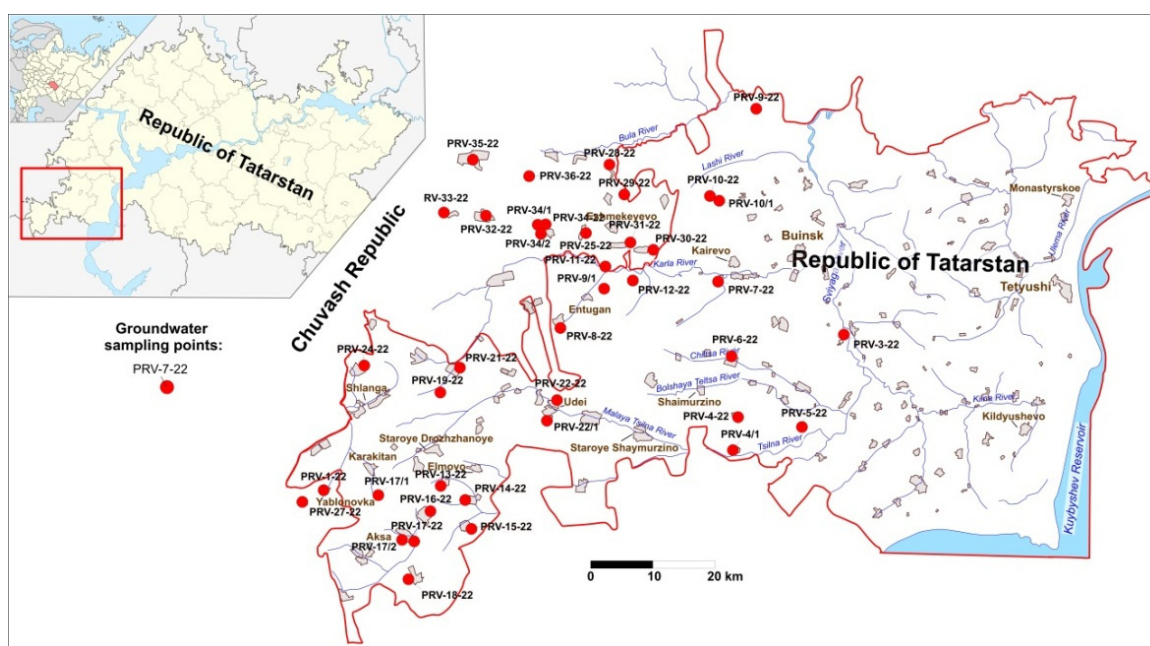 Republic of Tatarstan
Chuvash Republic
Groundwater
sampling points:
PRV-7-22
PRV-9-22
Bula River
PRV-35-22
PRV-28-22
Lashi River
PRV-36-22
PRV-29-22
PRV-10-22
PRV-10/1
Monastyrskoe
RV-33-22
PRV-32-22
PRV-34/1
PRV-34-22
PRV-34/2
PRV-31-22
PRV-25-22
PRV-30-22
Buinsk
Kairevo
Ulema River
Republic of Tatarstan
PRV-11-22
Karla River
PRV-9/1
PRV-12-22
PRV-7-22
Tetyushi
Entugan
PRV-8-22
PRV-3-22
PRV-24-22
PRV-21-22
PRV-6-22
Shlanga
PRV-19-22
Bolshaya Teltsa River
PRV-22-22
Udei
Shaimurzino
PRV-22/1
Malaya Tsilna River
PRV-4-22
PRV-5-22
Kildyushevo
Staroye Drozhzhanoye
Staroye Shaymurzino
PRV-4/1
Tsilna River
Karakitan
Elmovo
PRV-13-22
PRV-1-22
PRV-17/1
PRV-14-22
Yablonovka
PRV-16-22
PRV-27-22
Kuybyshev Reservoir
PRV-17-22
PRV-15-22
Aksa
PRV-17/2
PRV-18-22
0 10 20 km